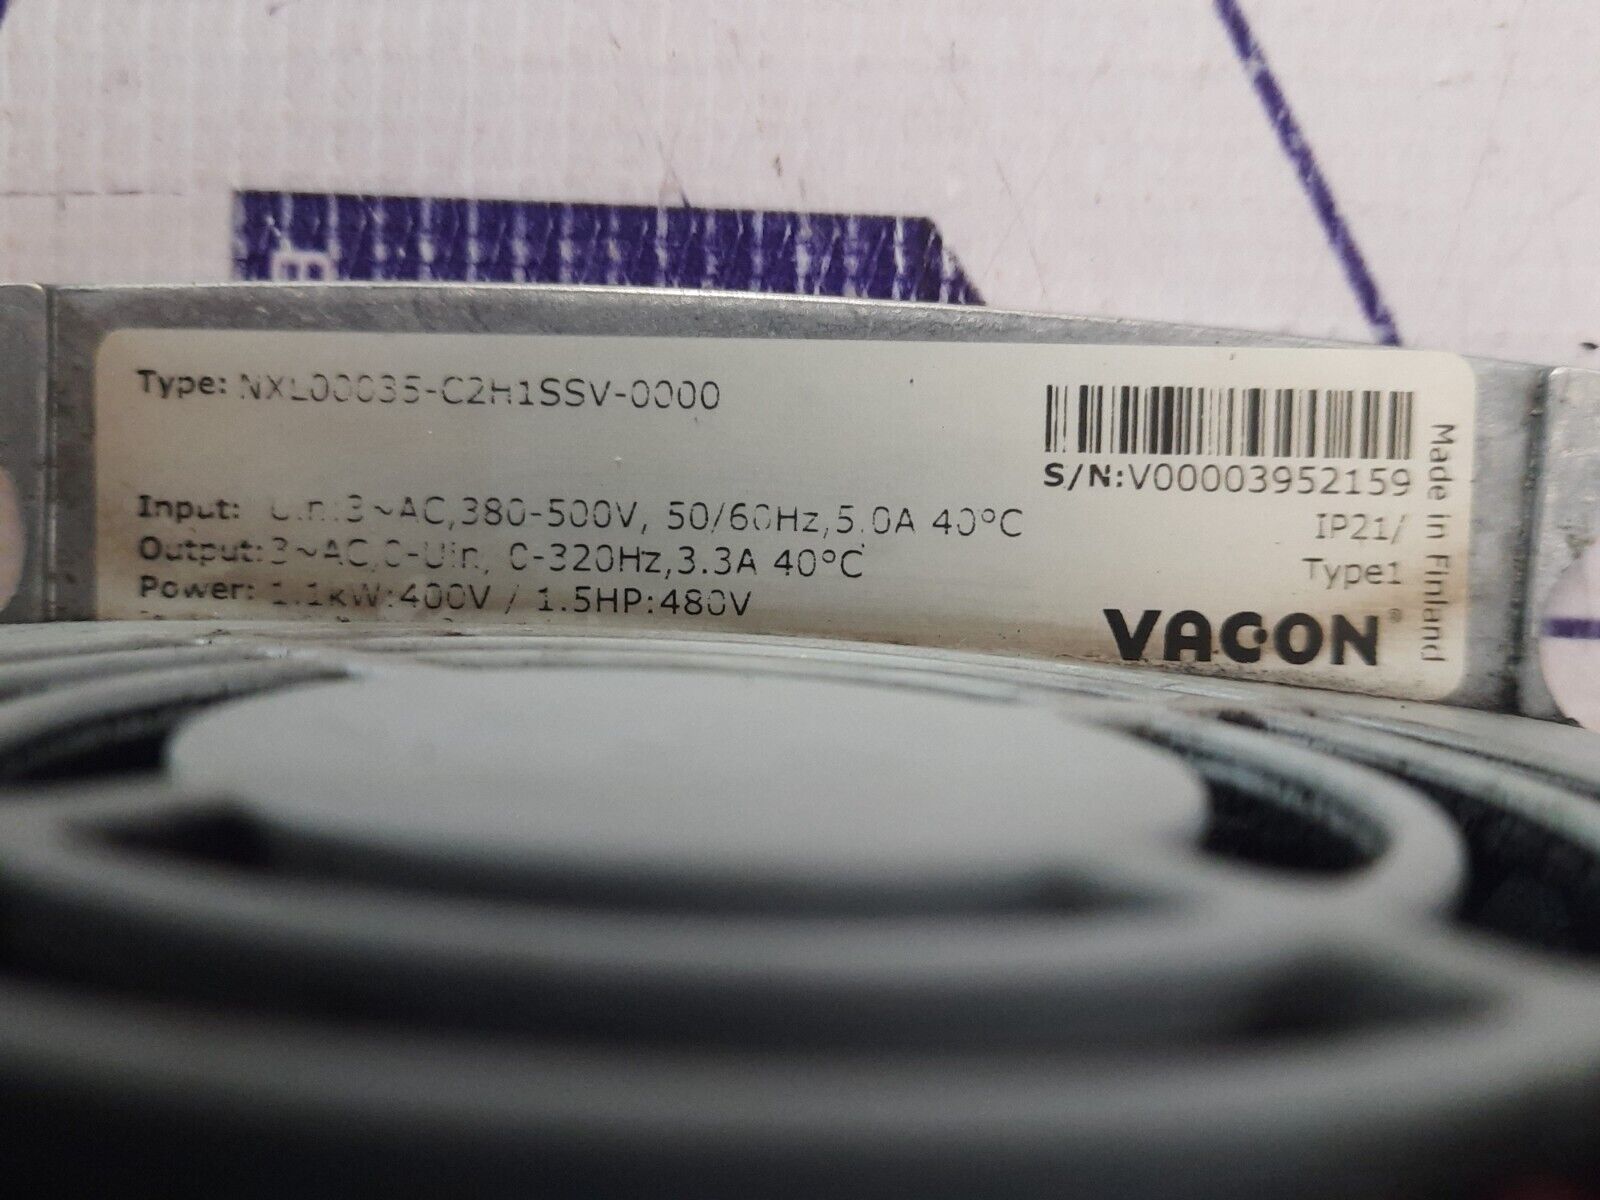 Type: NXL00035-C2H1SSV-0000
S/N:V00003952159
Input: Uin:3~AC,380-500V, 50/60Hz,5.0A 40°C
Output:3~AC,0-Uin, 0-320Hz,3.3A 40°C
Power: 1.1kW:400V / 1.5HP:480V
IP21/
Type1
VACON®
Made in Finland